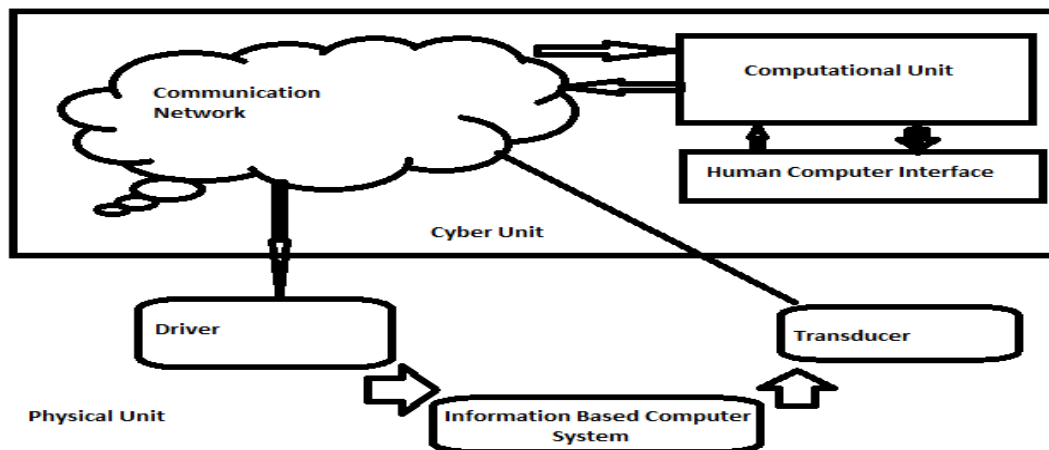 Communication
Network
Computational Unit
Human Computer Interface
Cyber Unit
Driver
Transducer
Physical Unit
Information Based Computer
System